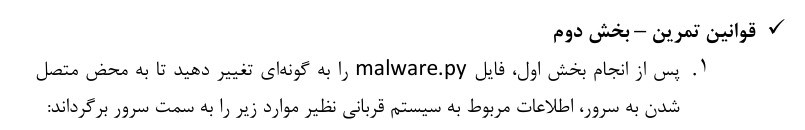 ✓ قوانین تمرین – بخش دوم
۱. پس از انجام بخش اول، فایل malware.py را به گونه‌ای تغییر دهید تا به محض متصل
شدن به سرور، اطلاعات مربوط به سیستم قربانی نظیر موارد زیر را به سمت سرور برگرداند: